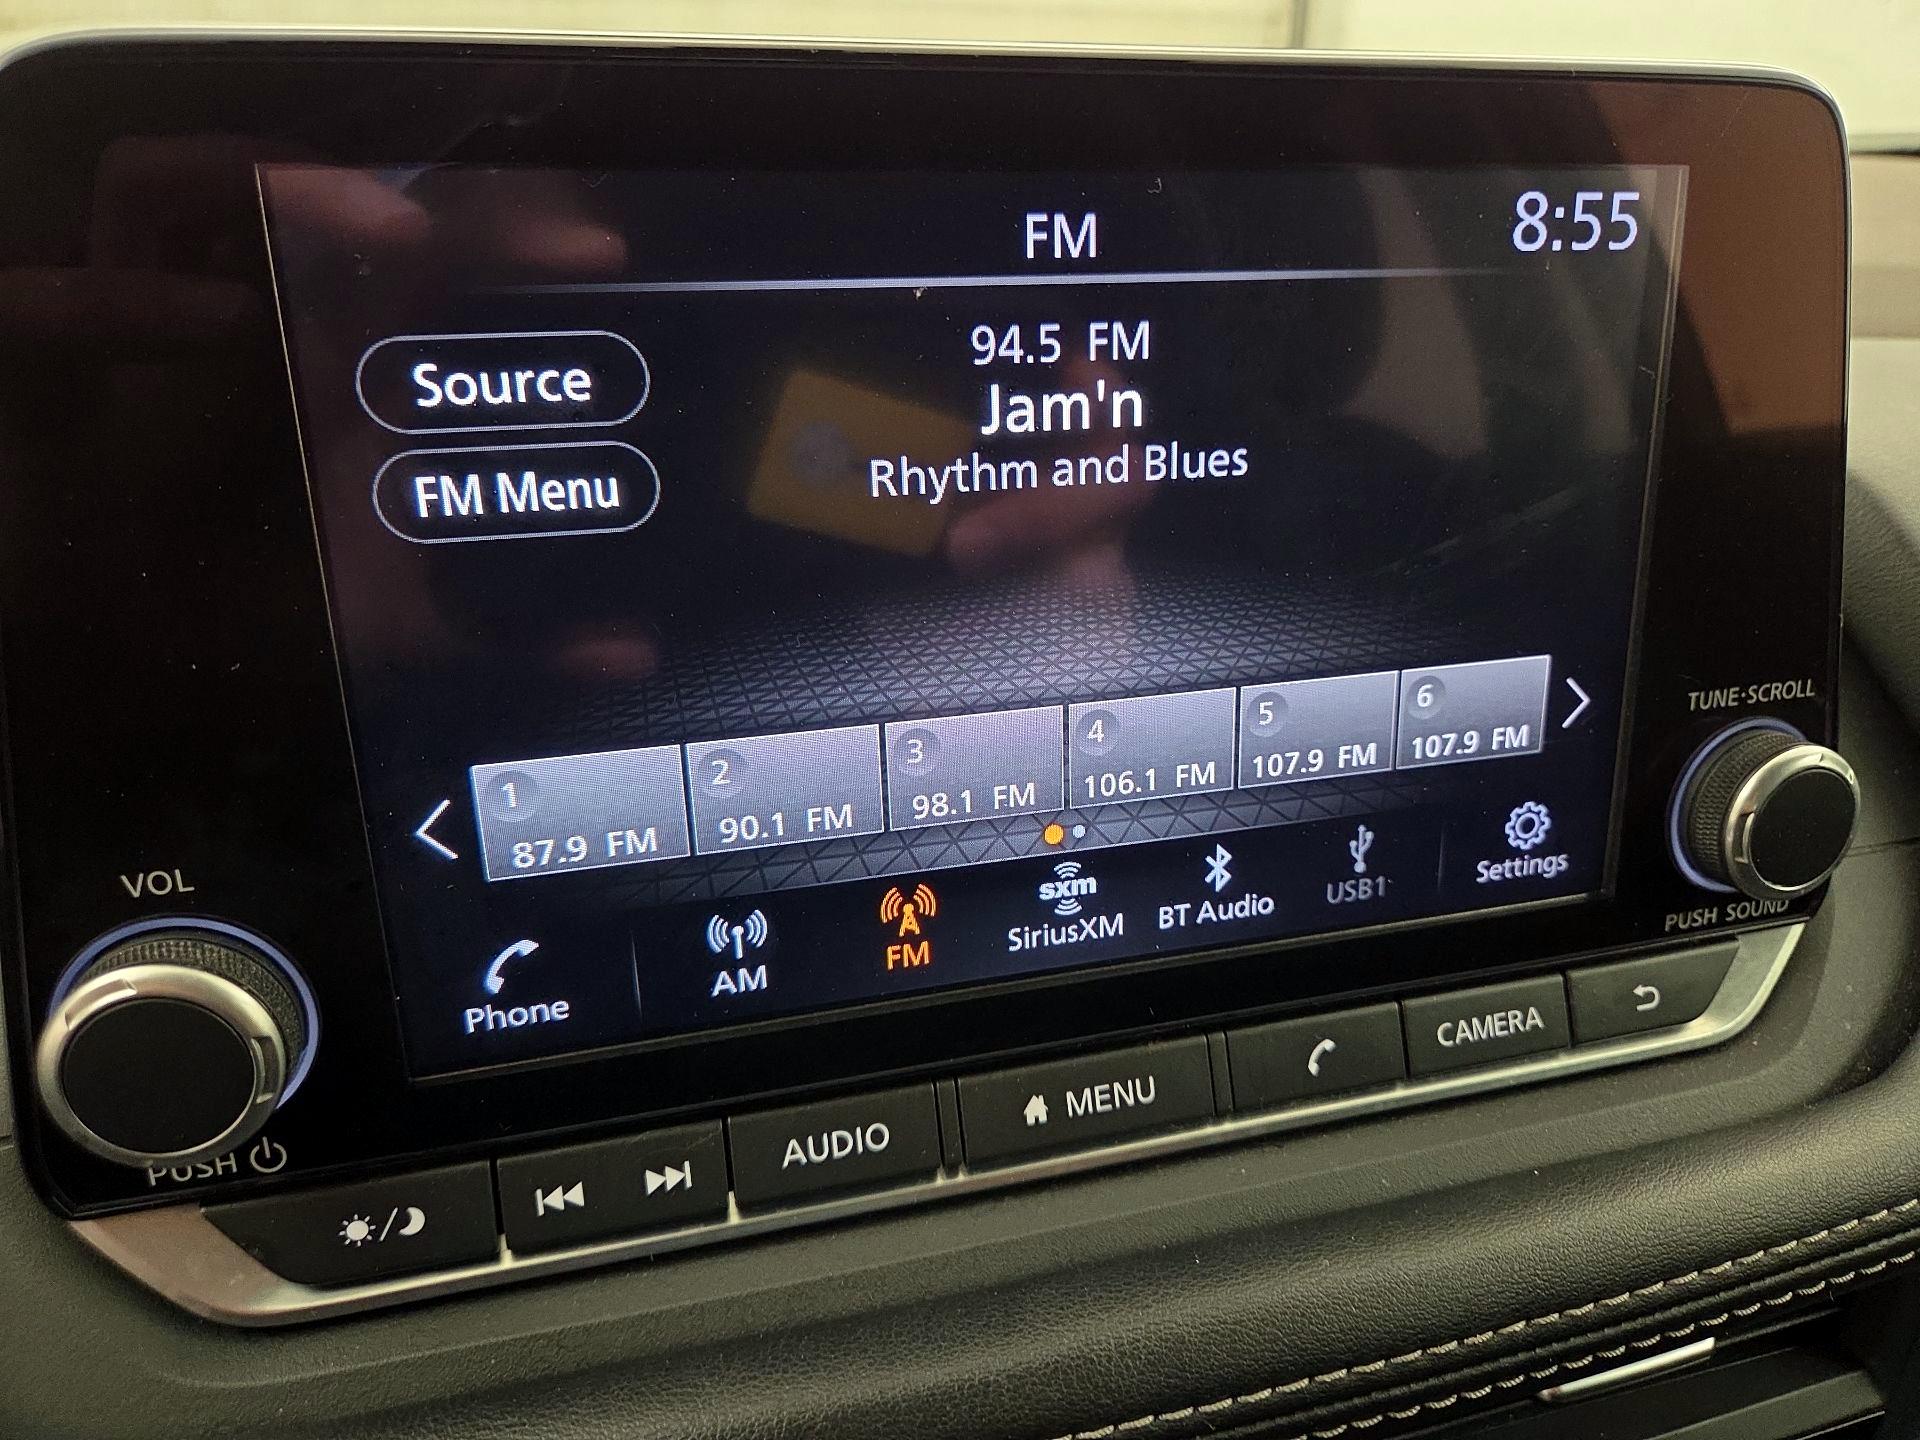 FM
8:55
Source
FM Menu
94.5 FM
Jam'n
Rhythm and Blues
1
87.9 FM
2
90.1 FM
3
98.1 FM
4
106.1 FM
5
107.9 FM
6
107.9 FM
Phone
AM
FM
sxm
SiriusXM
BT Audio
USB1
Settings
VOL
PUSH
TUNE·SCROLL
PUSH SOUND
AUDIO
MENU
CAMERA